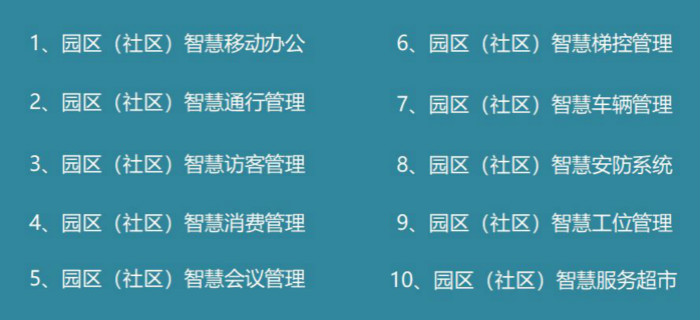 1、园区（社区）智慧移动办公
2、园区（社区）智慧通行管理
3、园区（社区）智慧访客管理
4、园区（社区）智慧消费管理
5、园区（社区）智慧会议管理
6、园区（社区）智慧梯控管理
7、园区（社区）智慧车辆管理
8、园区（社区）智慧安防系统
9、园区（社区）智慧工位管理
10、园区（社区）智慧服务超市